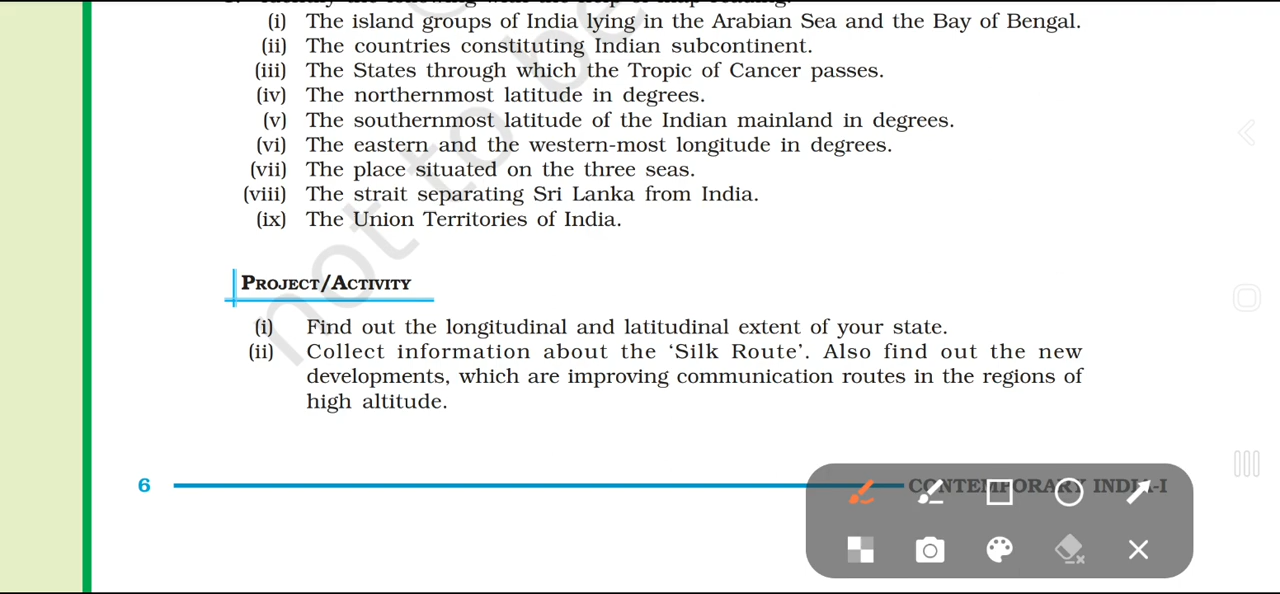 (i) The island groups of India lying in the Arabian Sea and the Bay of Bengal.
(ii) The countries constituting Indian subcontinent.
(iii) The States through which the Tropic of Cancer passes.
(iv) The northernmost latitude in degrees.
(v) The southernmost latitude of the Indian mainland in degrees.
(vi) The eastern and the western-most longitude in degrees.
(vii) The place situated on the three seas.
(viii) The strait separating Sri Lanka from India.
(ix) The Union Territories of India.
PROJECT/ACTIVITY
(i) Find out the longitudinal and latitudinal extent of your state.
(ii) Collect information about the ‘Silk Route’. Also find out the new
developments, which are improving communication routes in the regions of
high altitude.
6 CONTEMPORARY INDIA-I
not to be